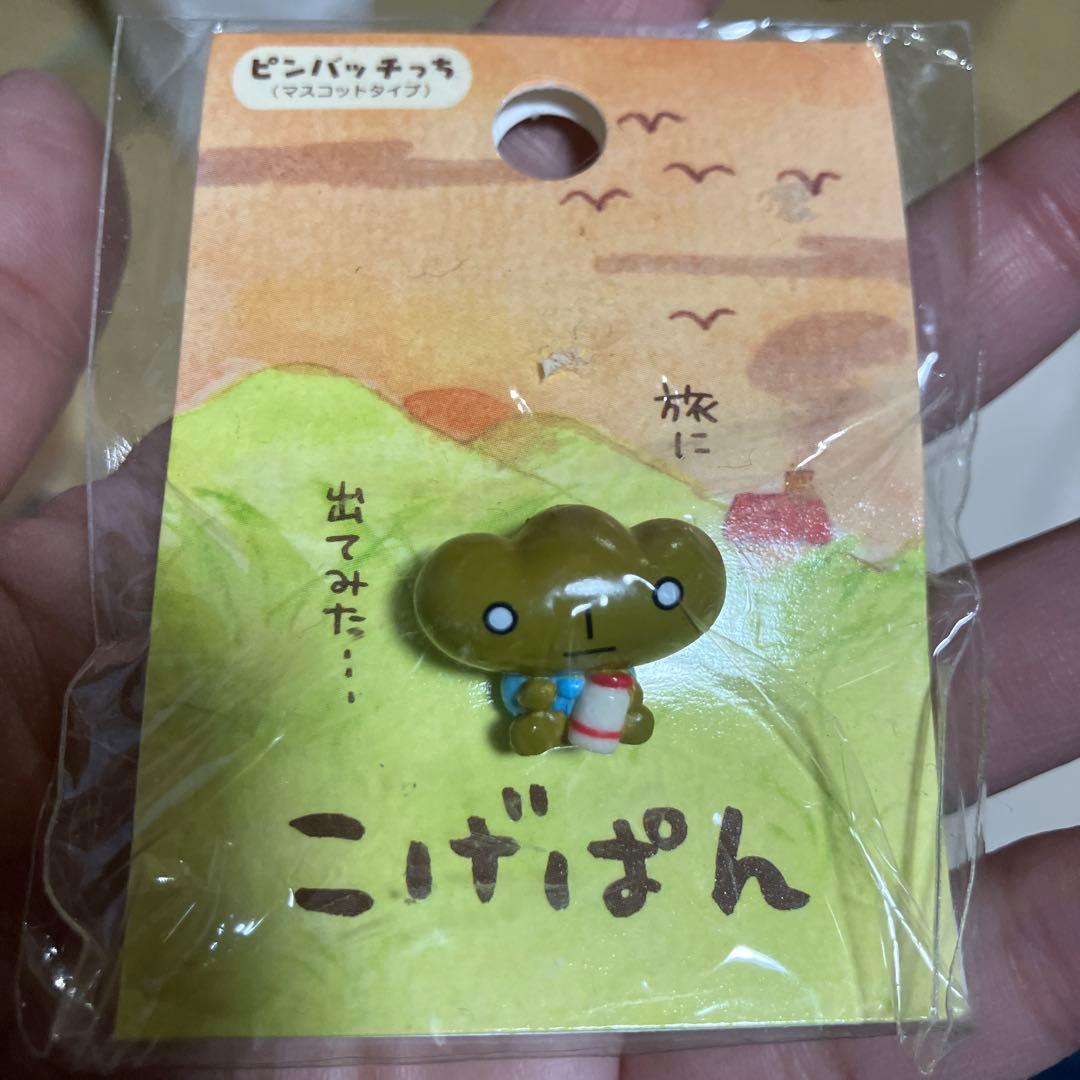 ピンバッチっち
(マスコットタイプ)
旅に
出てみた…
こげぱん